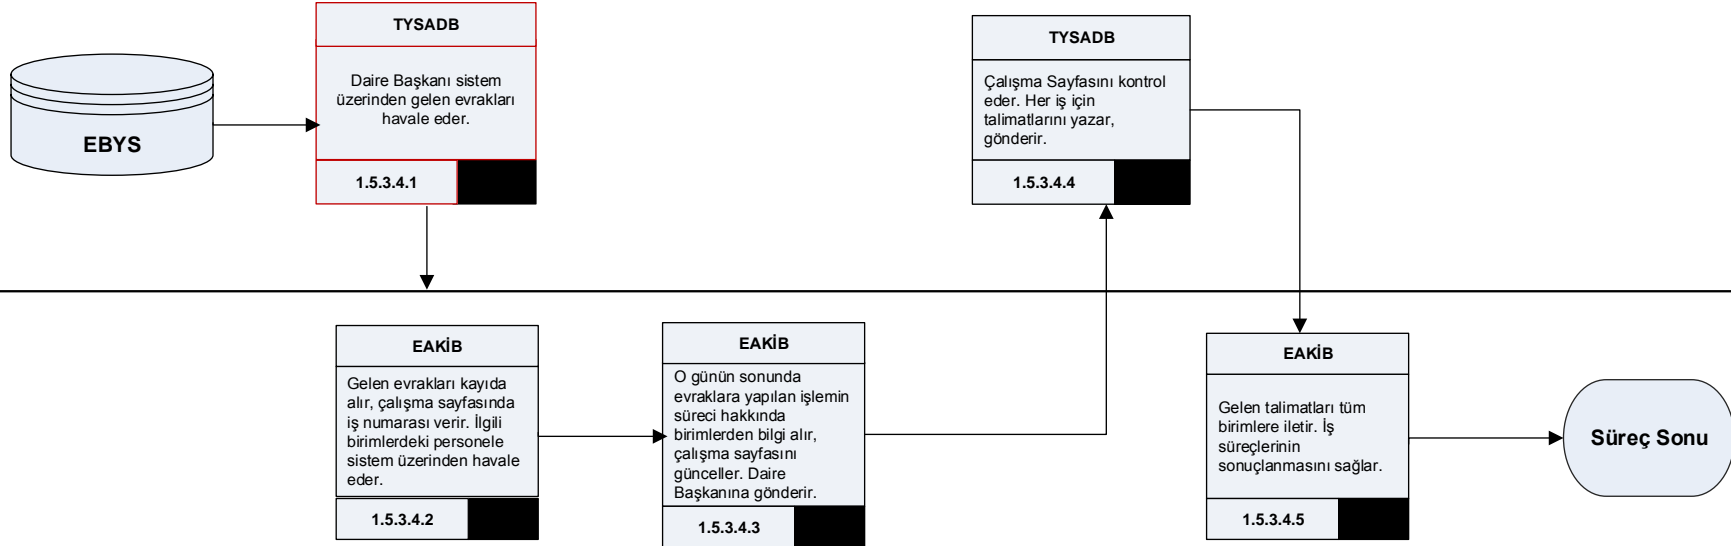 EBYS
TYSADB
Daire Başkanı sistem
üzerinden gelen evrakları
havale eder.
1.5.3.4.1
EAKİB
Gelen evrakları kayıda
alır, çalışma sayfasında
iş numarası verir. İlgili
birimlerdeki personele
sistem üzerinden havale
eder.
1.5.3.4.2
EAKİB
O günün sonunda
evraklara yapılan işlemin
süreci hakkında
birimlerden bilgi alır,
çalışma sayfasını
günceller. Daire
Başkanına gönderir.
1.5.3.4.3
TYSADB
Çalışma Sayfasını kontrol
eder. Her iş için
talimatlarını yazar,
gönderir.
1.5.3.4.4
EAKİB
Gelen talimatları tüm
birimlere iletir. İş
süreçlerinin
sonuçlanmasını sağlar.
1.5.3.4.5
Süreç Sonu